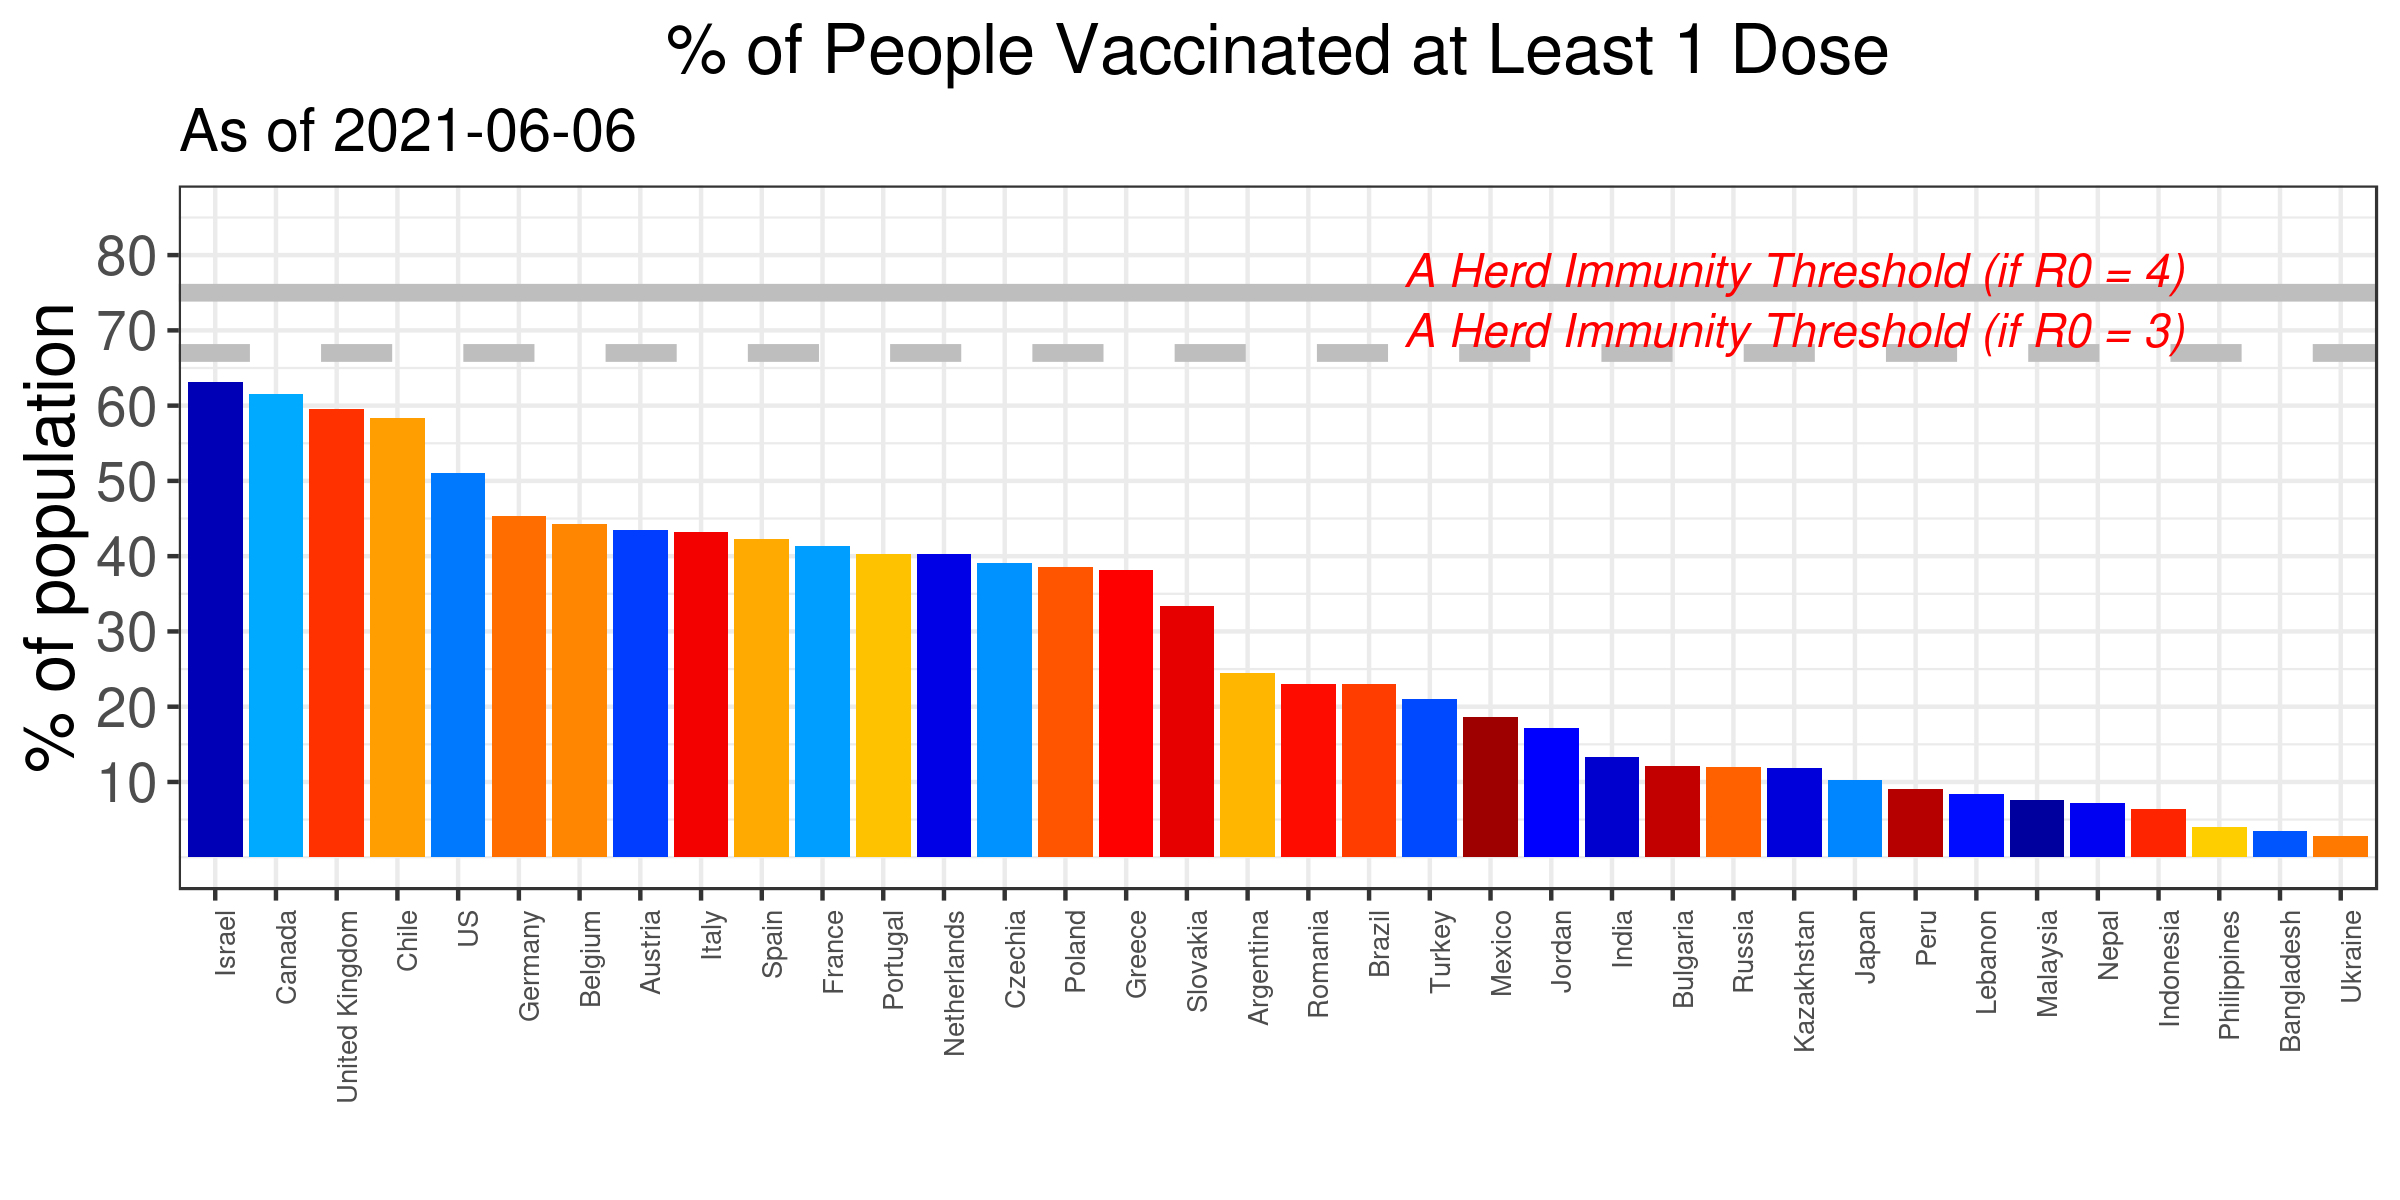 % of People Vaccinated at Least 1 Dose
As of 2021-06-06
% of population
80
70
60
50
40
30
20
10
A Herd Immunity Threshold (if R0 = 4)
A Herd Immunity Threshold (if R0 = 3)
Israel
Canada
United Kingdom
Chile
US
Germany
Belgium
Austria
Italy
Spain
France
Portugal
Netherlands
Czechia
Poland
Greece
Slovakia
Argentina
Romania
Brazil
Turkey
Mexico
Jordan
India
Bulgaria
Russia
Kazakhstan
Japan
Peru
Lebanon
Malaysia
Nepal
Indonesia
Philippines
Bangladesh
Ukraine